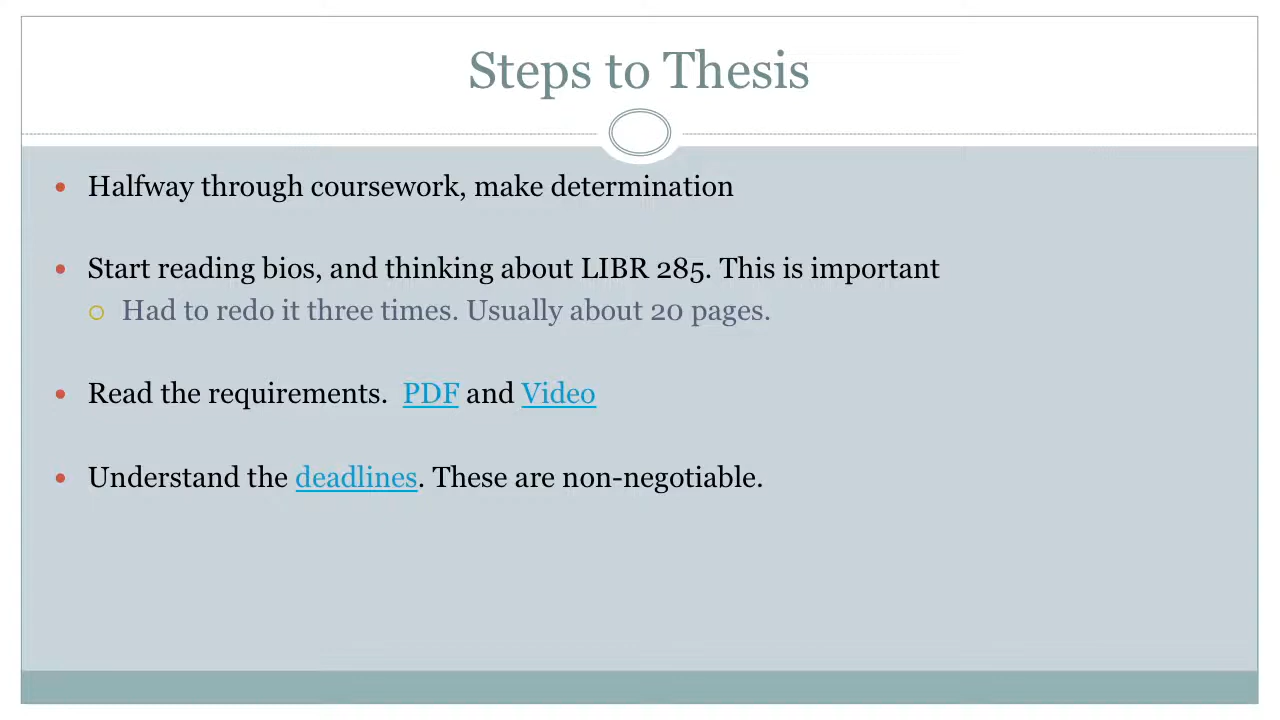 Steps to Thesis
Halfway through coursework, make determination
Start reading bios, and thinking about LIBR 285. This is important
Had to redo it three times. Usually about 20 pages.
Read the requirements. PDF and Video
Understand the deadlines. These are non-negotiable.